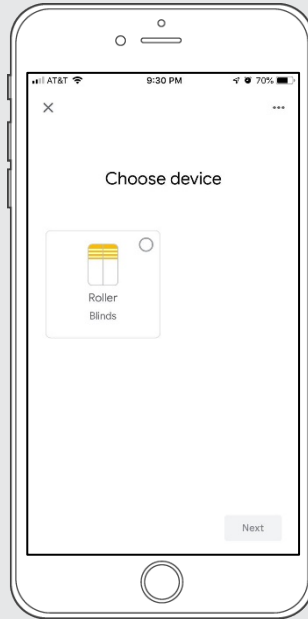 AT&T 9:30 PM 70%
Choose device
Roller
Blinds
Next